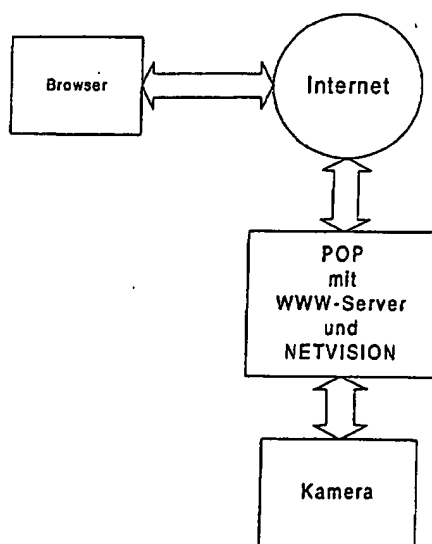 Browser
Internet
POP
mit
WWW-Server
und
NETVISION
Kamera